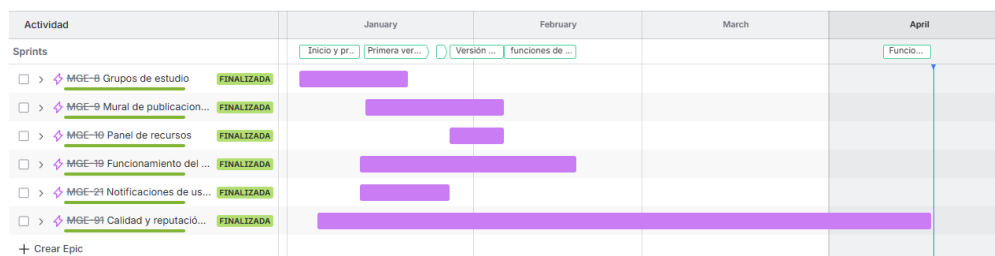 Actividad January February March April
Sprints Inicio y pr.. Primera ver... Versión ... funciones de ... Funcio...
MGE-8 Grupos de estudio FINALIZADA
MGE-9 Mural de publicacion... FINALIZADA
MGE-10 Panel de recursos FINALIZADA
MGE-19 Funcionamiento del ... FINALIZADA
MGE-21 Notificaciones de us... FINALIZADA
MGE-91 Calidad y reputació... FINALIZADA
+ Crear Epic